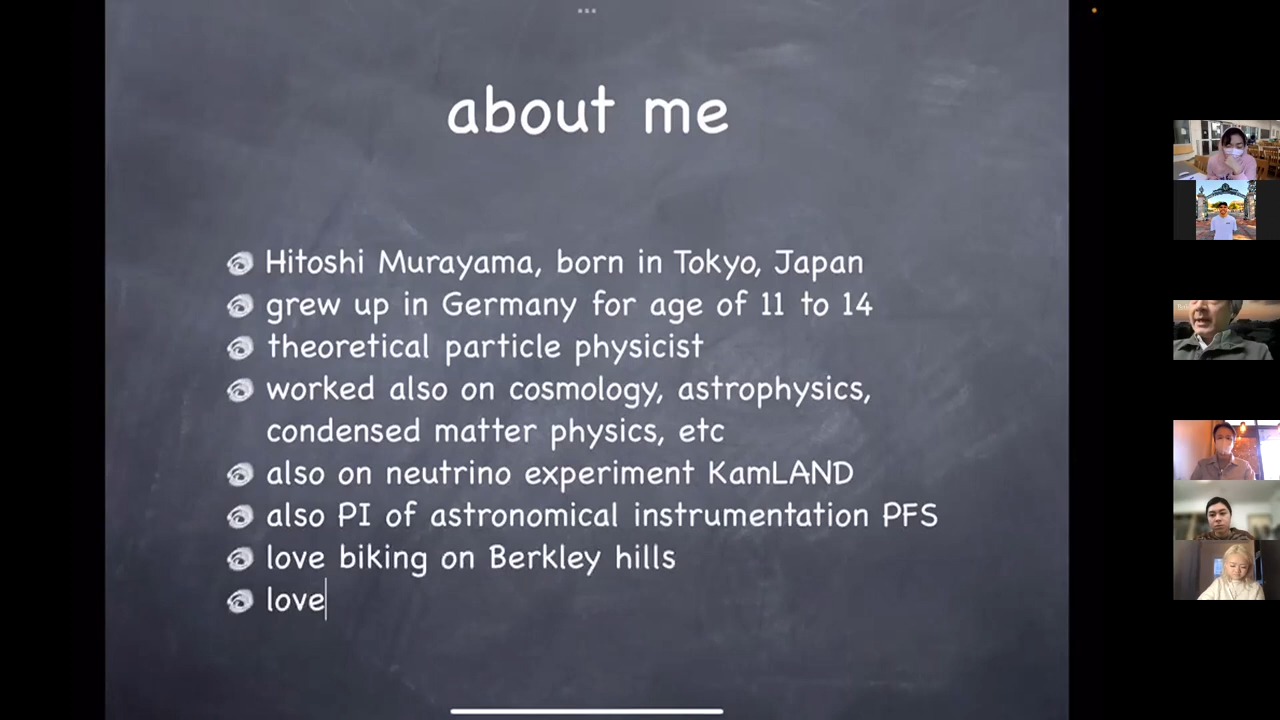 about me
Hitoshi Murayama, born in Tokyo, Japan
grew up in Germany for age of 11 to 14
theoretical particle physicist
worked also on cosmology, astrophysics,
condensed matter physics, etc
also on neutrino experiment KamLAND
also PI of astronomical instrumentation PFS
love biking on Berkley hills
love